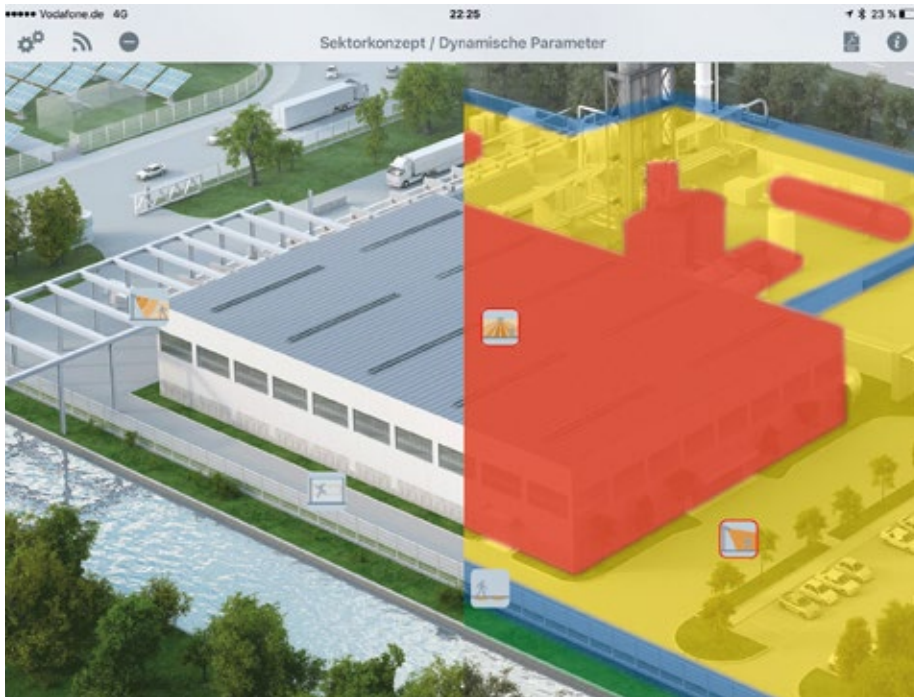 Vodafone.de 4G
22:25
23 %
Sektorkonzept / Dynamische Parameter